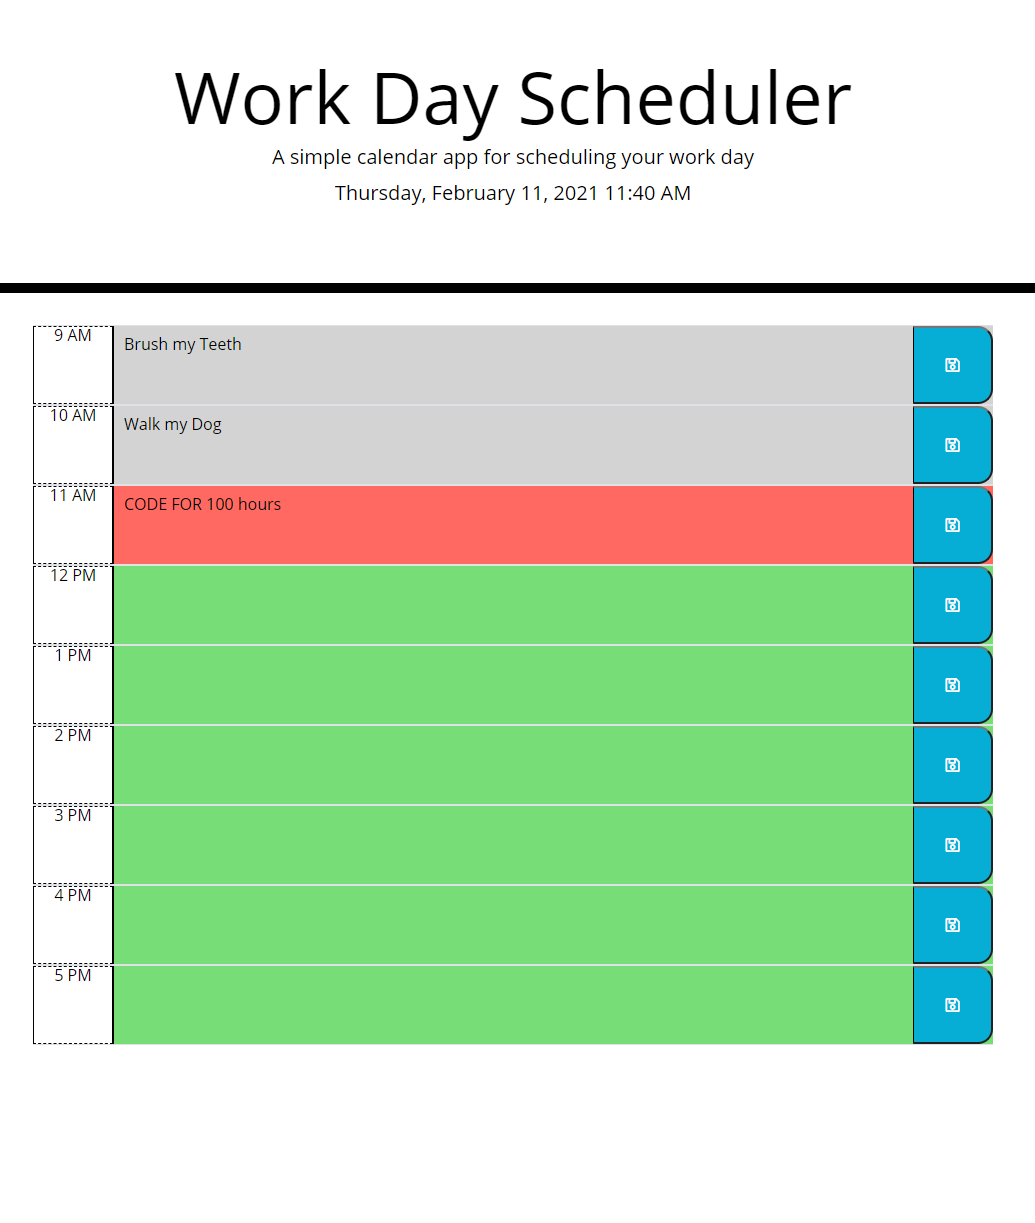 Work Day Scheduler
A simple calendar app for scheduling your work day
Thursday, February 11, 2021 11:40 AM
9 AM
Brush my Teeth
10 AM
Walk my Dog
11 AM
CODE FOR 100 hours
12 PM
1 PM
2 PM
3 PM
4 PM
5 PM